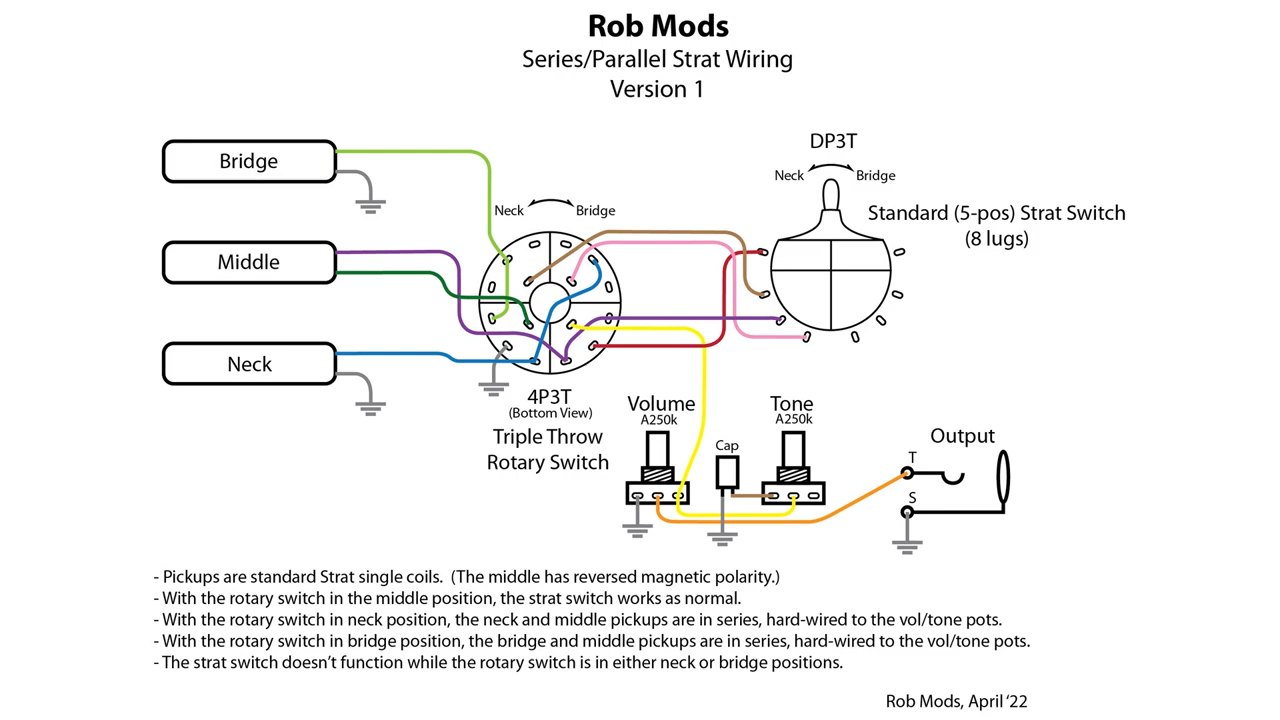 Rob Mods
Series/Parallel Strat Wiring
Version 1
DP3T
Bridge
Neck
Bridge
Standard (5-pos) Strat Switch
(8 lugs)
Neck
Bridge
Middle
Neck
4P3T
(Bottom View)
Triple Throw
Rotary Switch
Volume
A250k
Cap
Tone
A250k
Output
T
S
- Pickups are standard Strat single coils.  (The middle has reversed magnetic polarity.)
- With the rotary switch in the middle position, the strat switch works as normal.
- With the rotary switch in neck position, the neck and middle pickups are in series, hard-wired to the vol/tone pots.
- With the rotary switch in bridge position, the bridge and middle pickups are in series, hard-wired to the vol/tone pots.
- The strat switch doesn't function while the rotary switch is in either neck or bridge positions.
Rob Mods, April ‘22